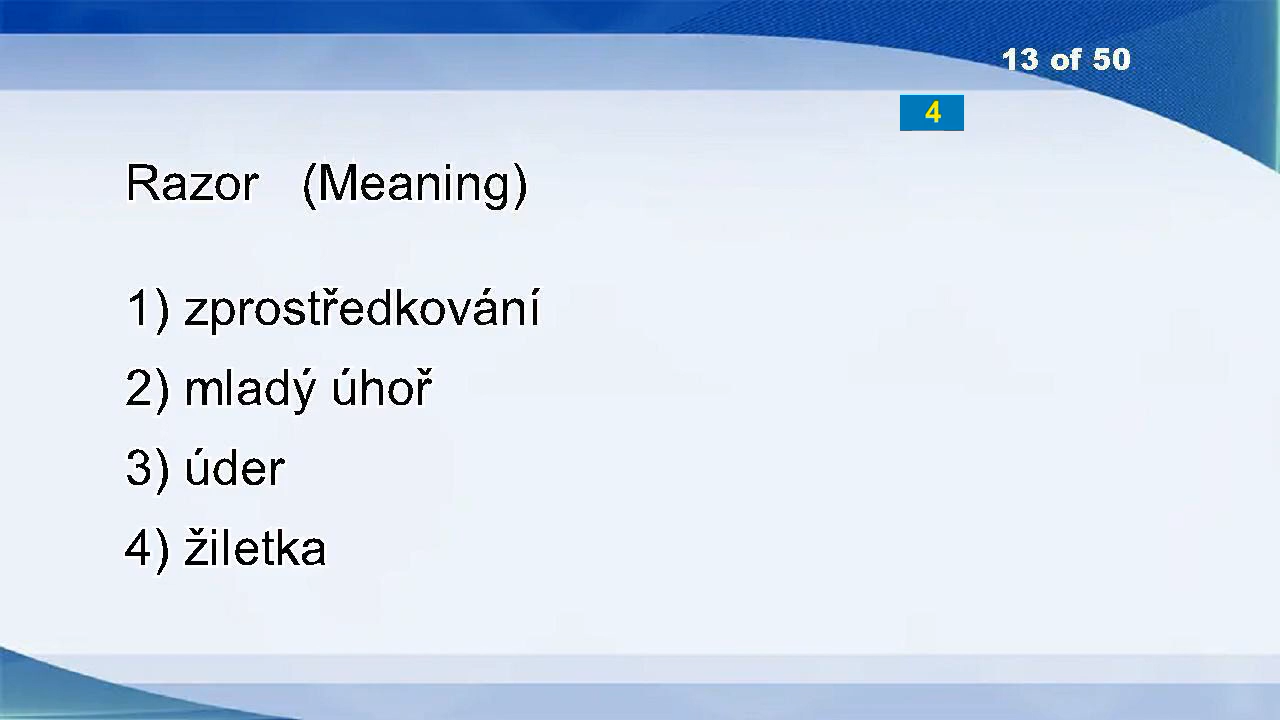 13 of 50
4
Razor (Meaning)
1) zprostředkování
2) mladý úhoř
3) úder
4) žiletka